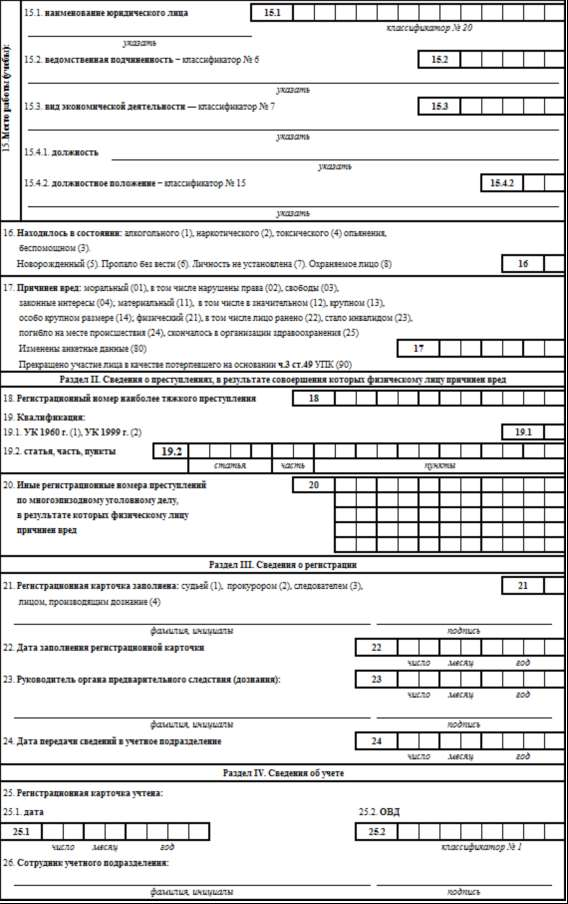 15. Место работы (учебы):
15.1. наименование юридического лица 15.1
классификатор № 20
указать
15.2. ведомственная подчиненность – классификатор № 6 15.2
указать
15.3. вид экономической деятельности — классификатор № 7 15.3
указать
15.4.1. должность
указать
15.4.2. должностное положение – классификатор № 15 15.4.2
указать
16. Находилось в состоянии: алкогольного (1), наркотического (2), токсического (4) опьянения,
беспомощном (3).
Новорожденный (5). Пропало без вести (6). Личность не установлена (7). Охраняемое лицо (8) 16
17. Причинен вред: моральный (01), в том числе нарушены права (02), свободы (03),
законные интересы (04); материальный (11), в том числе в значительном (12), крупном (13),
особо крупном размере (14); физический (21), в том числе лицо ранено (22), стало инвалидом (23),
погибло на месте происшествия (24), скончалось в организации здравоохранения (25)
Изменены анкетные данные (80) 17
Прекращено участие лица в качестве потерпевшего на основании ч.3 ст.49 УПК (90)
Раздел II. Сведения о преступлениях, в результате совершения которых физическому лицу причинен вред
18. Регистрационный номер наиболее тяжкого преступления 18
19. Квалификация:
19.1. УК 1960 г. (1), УК 1999 г. (2) 19.1
19.2. статья, часть, пункты 19.2
статья часть пункты
20. Иные регистрационные номера преступлений 20
по многоэпизодному уголовному делу,
в результате которых физическому лицу
причинен вред
Раздел III. Сведения о регистрации
21. Регистрационная карточка заполнена: судьей (1), прокурором (2), следователем (3), 21
лицом, производящим дознание (4)
фамилия, инициалы подпись
22. Дата заполнения регистрационной карточки 22
число месяц год
23. Руководитель органа предварительного следствия (дознания): 23
число месяц год
фамилия, инициалы подпись
24. Дата передачи сведений в учетное подразделение 24
число месяц год
Раздел IV. Сведения об учете
25. Регистрационная карточка учтена:
25.1. дата 25.2. ОВД
25.1 25.2
число месяц год классификатор № 1
26. Сотрудник учетного подразделения:
фамилия, инициалы подпись